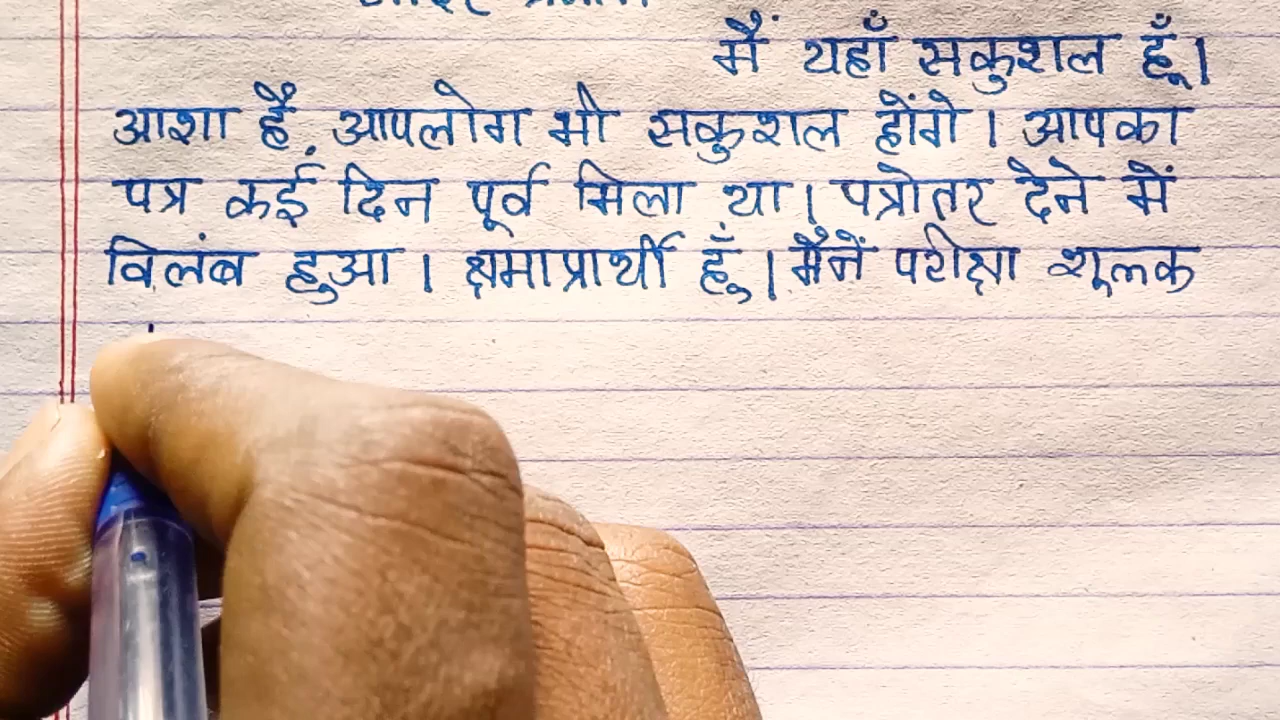 मैं यहाँ सकुशल हूँ।
आशा है, आपलोग भी सकुशल होंगे। आपका
पत्र कई दिन पूर्व मिला था। पत्रोतर देने में
विलंब हुआ। क्षमाप्रार्थी हूँ। मैनें परीक्षा शूल्क